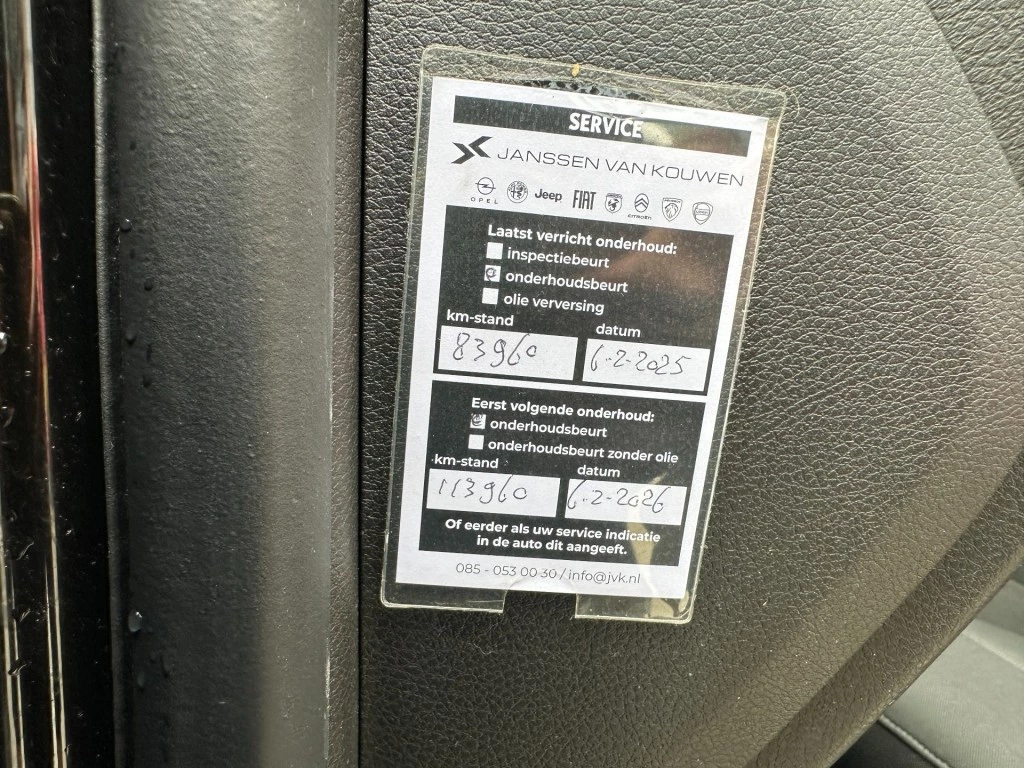 SERVICE
JANSSEN VAN KOUWEN
OPEL Jeep FIAT CITROËN
Laatst verricht onderhoud:
inspectiebeurt
onderhoudsbeurt
olie verversing
km-stand datum
83960 6-2-2025
Eerst volgende onderhoud:
onderhoudsbeurt
onderhoudsbeurt zonder olie
km-stand datum
113960 6-2-2026
Of eerder als uw service indicatie
in de auto dit aangeeft.
085 - 053 00 30 / info@jvk.nl